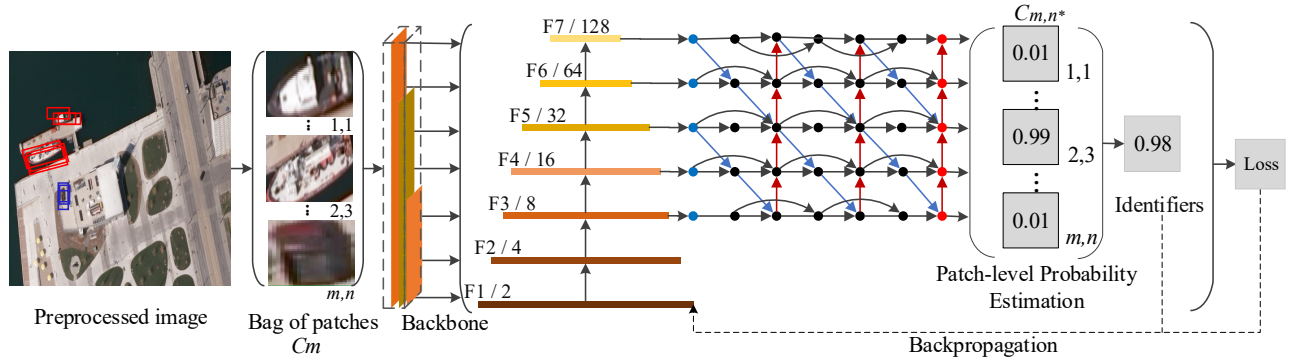 Preprocessed image
1,1
2,3
m,n
Bag of patches
Cm
Backbone
F7 / 128
F6 / 64
F5 / 32
F4 / 16
F3 / 8
F2 / 4
F1 / 2
Cm,n*
0.01
1,1
0.99
2,3
0.01
m,n
Patch-level Probability
Estimation
0.98
Identifiers
Loss
Backpropagation